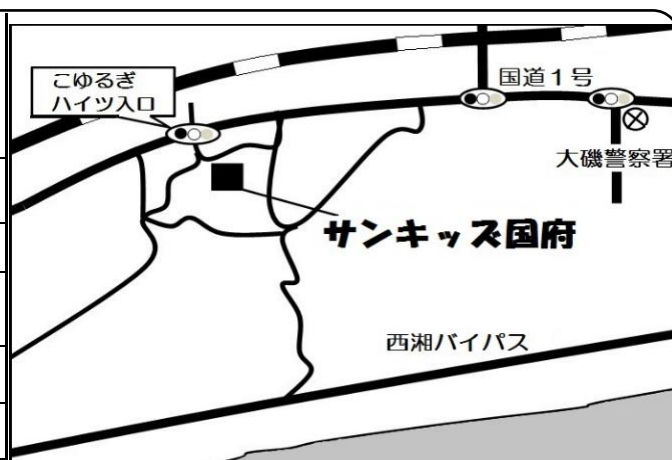 こゆるぎ
ハイツ入口
国道1号
大磯警察署
サンキッズ国府
西湘バイパス